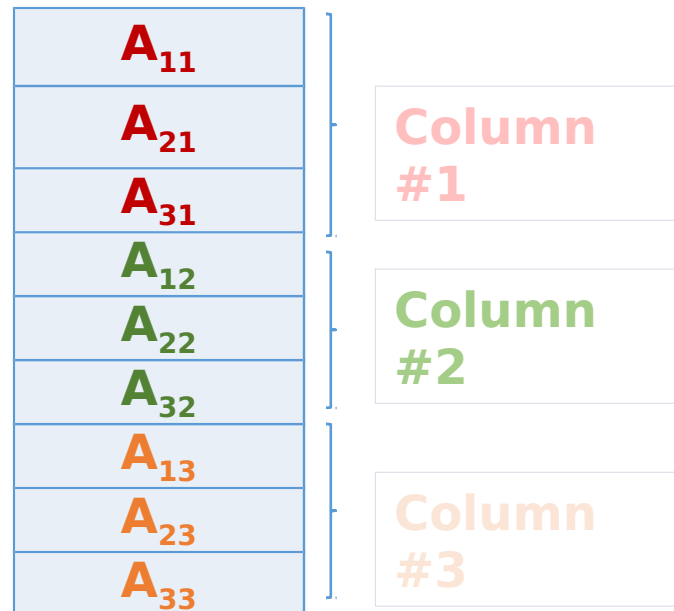 A₁₁
A₂₁
A₃₁
A₁₂
A₂₂
A₃₂
A₁₃
A₂₃
A₃₃
Column
#1
Column
#2
Column
#3